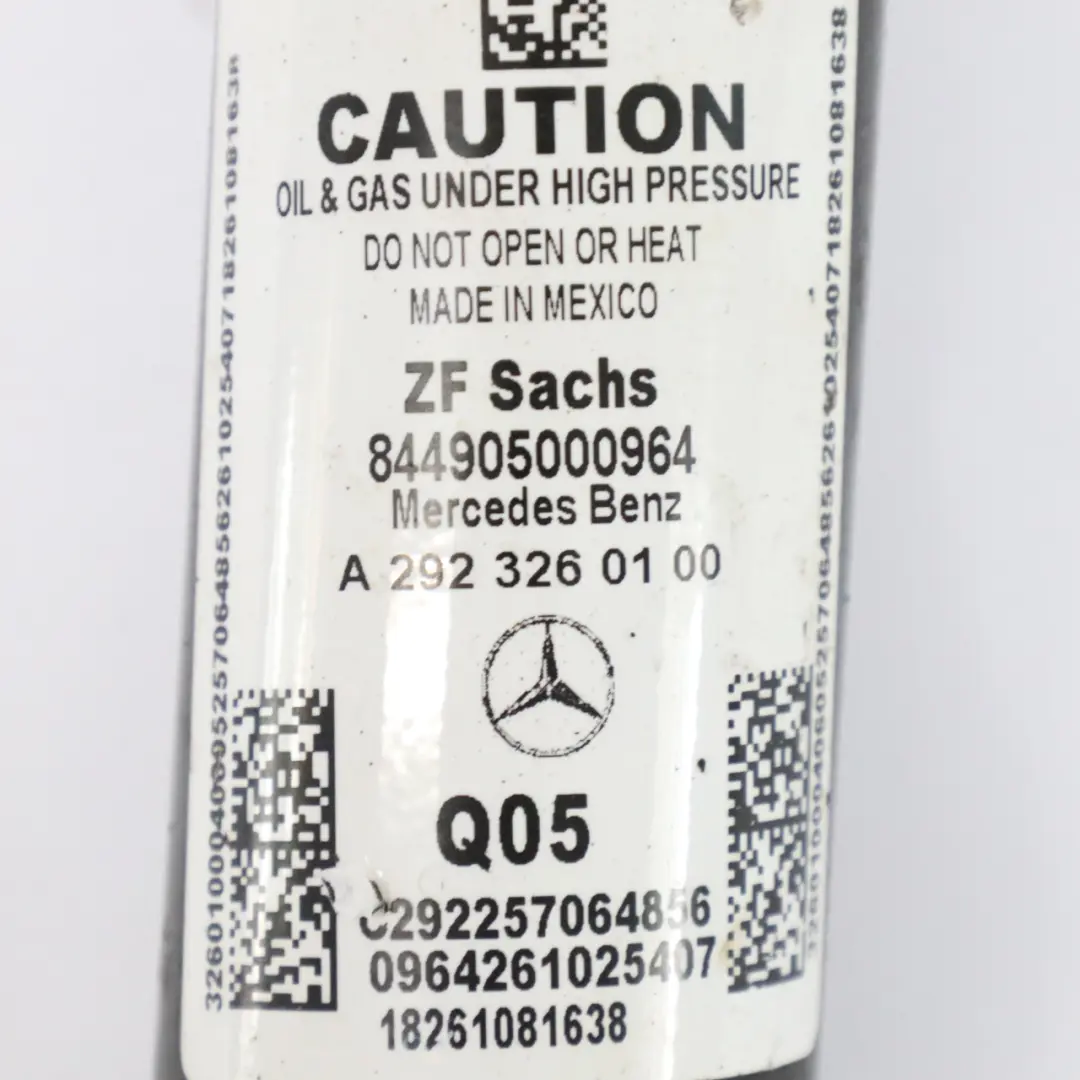 CAUTION
OIL & GAS UNDER HIGH PRESSURE
DO NOT OPEN OR HEAT
MADE IN MEXICO
ZF Sachs
844905000964
Mercedes Benz
A 292 326 01 00
Q05
C292257064856
0964261025407
18261081638